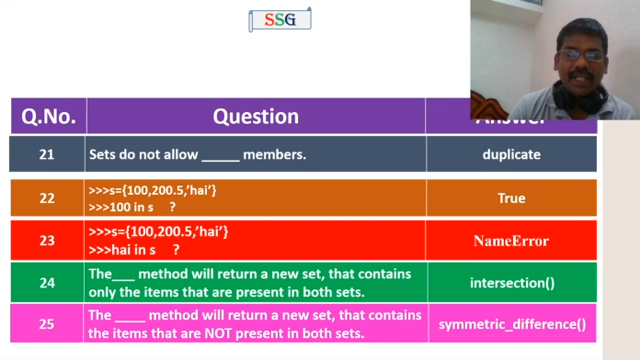 SSG
Q.No. Question Answer
21 Sets do not allow _____ members. duplicate
22 >>>s={100,200.5,'hai'}
>>>100 in s ? True
23 >>>s={100,200.5,'hai'}
>>>hai in s ? NameError
24 The___ method will return a new set, that contains
only the items that are present in both sets. intersection()
25 The ____ method will return a new set, that contains
the items that are NOT present in both sets. symmetric_difference()